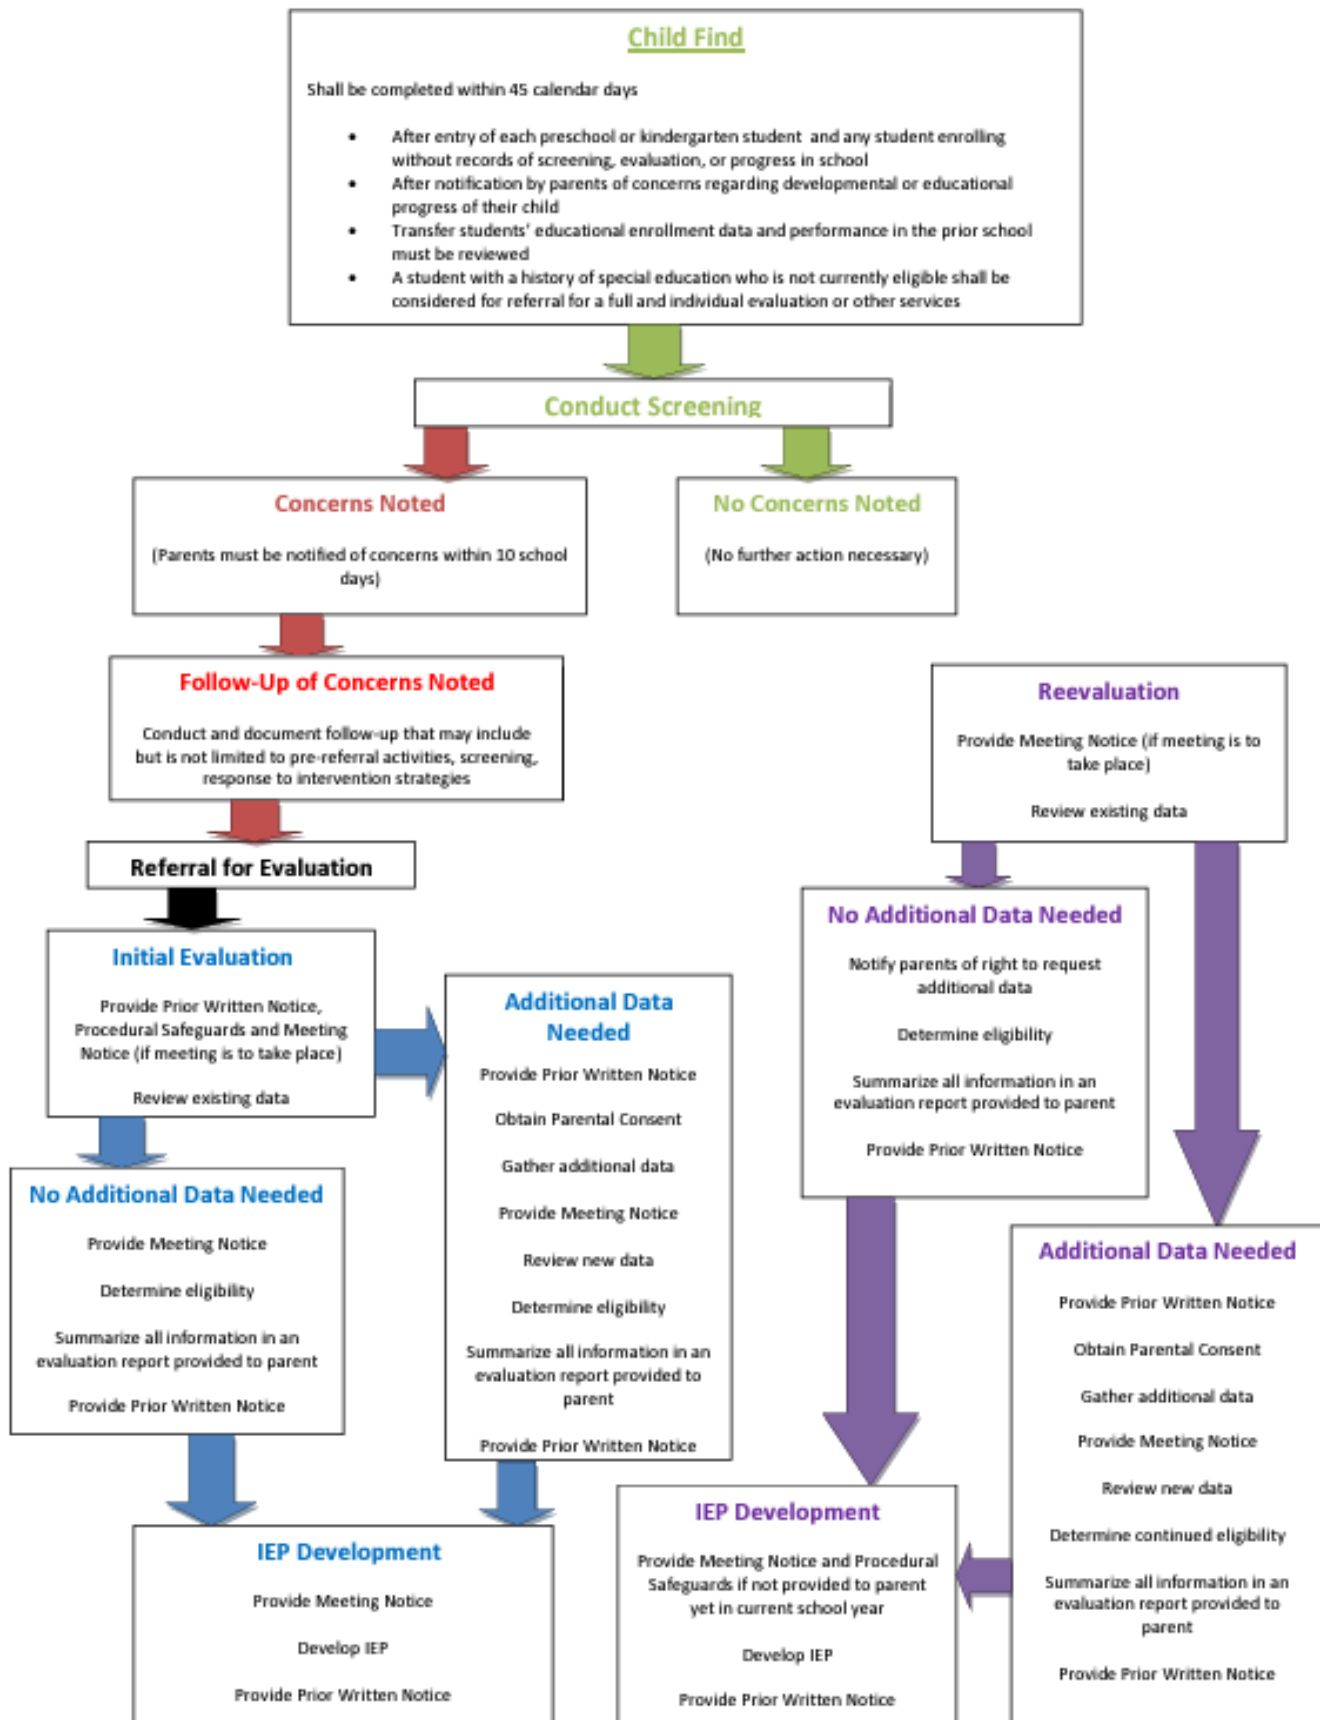 Child Find
Shall be completed within 45 calendar days
• After entry of each preschool or kindergarten student and any student enrolling
without records of screening, evaluation, or progress in school
• After notification by parents of concerns regarding developmental or educational
progress of their child
• Transfer students' educational enrollment data and performance in the prior school
must be reviewed
• A student with a history of special education who is not currently eligible shall be
considered for referral for a full and individual evaluation or other services
Conduct Screening
Concerns Noted
(Parents must be notified of concerns within 10 school
days)
No Concerns Noted
(No further action necessary)
Follow-Up of Concerns Noted
Conduct and document follow-up that may include
but is not limited to pre-referral activities, screening,
response to intervention strategies
Referral for Evaluation
Initial Evaluation
Provide Prior Written Notice,
Procedural Safeguards and Meeting
Notice (if meeting is to take place)
Review existing data
Additional Data
Needed
Provide Prior Written Notice
Obtain Parental Consent
Gather additional data
Provide Meeting Notice
Review new data
Determine eligibility
Summarize all information in an
evaluation report provided to
parent
Provide Prior Written Notice
No Additional Data Needed
Provide Meeting Notice
Determine eligibility
Summarize all information in an
evaluation report provided to parent
Provide Prior Written Notice
IEP Development
Provide Meeting Notice
Develop IEP
Provide Prior Written Notice
Reevaluation
Provide Meeting Notice (if meeting is to
take place)
Review existing data
No Additional Data Needed
Notify parents of right to request
additional data
Determine eligibility
Summarize all information in an
evaluation report provided to parent
Provide Prior Written Notice
Additional Data Needed
Provide Prior Written Notice
Obtain Parental Consent
Gather additional data
Provide Meeting Notice
Review new data
Determine continued eligibility
Summarize all information in an
evaluation report provided to
parent
Provide Prior Written Notice
IEP Development
Provide Meeting Notice and Procedural
Safeguards if not provided to parent
yet in current school year
Develop IEP
Provide Prior Written Notice